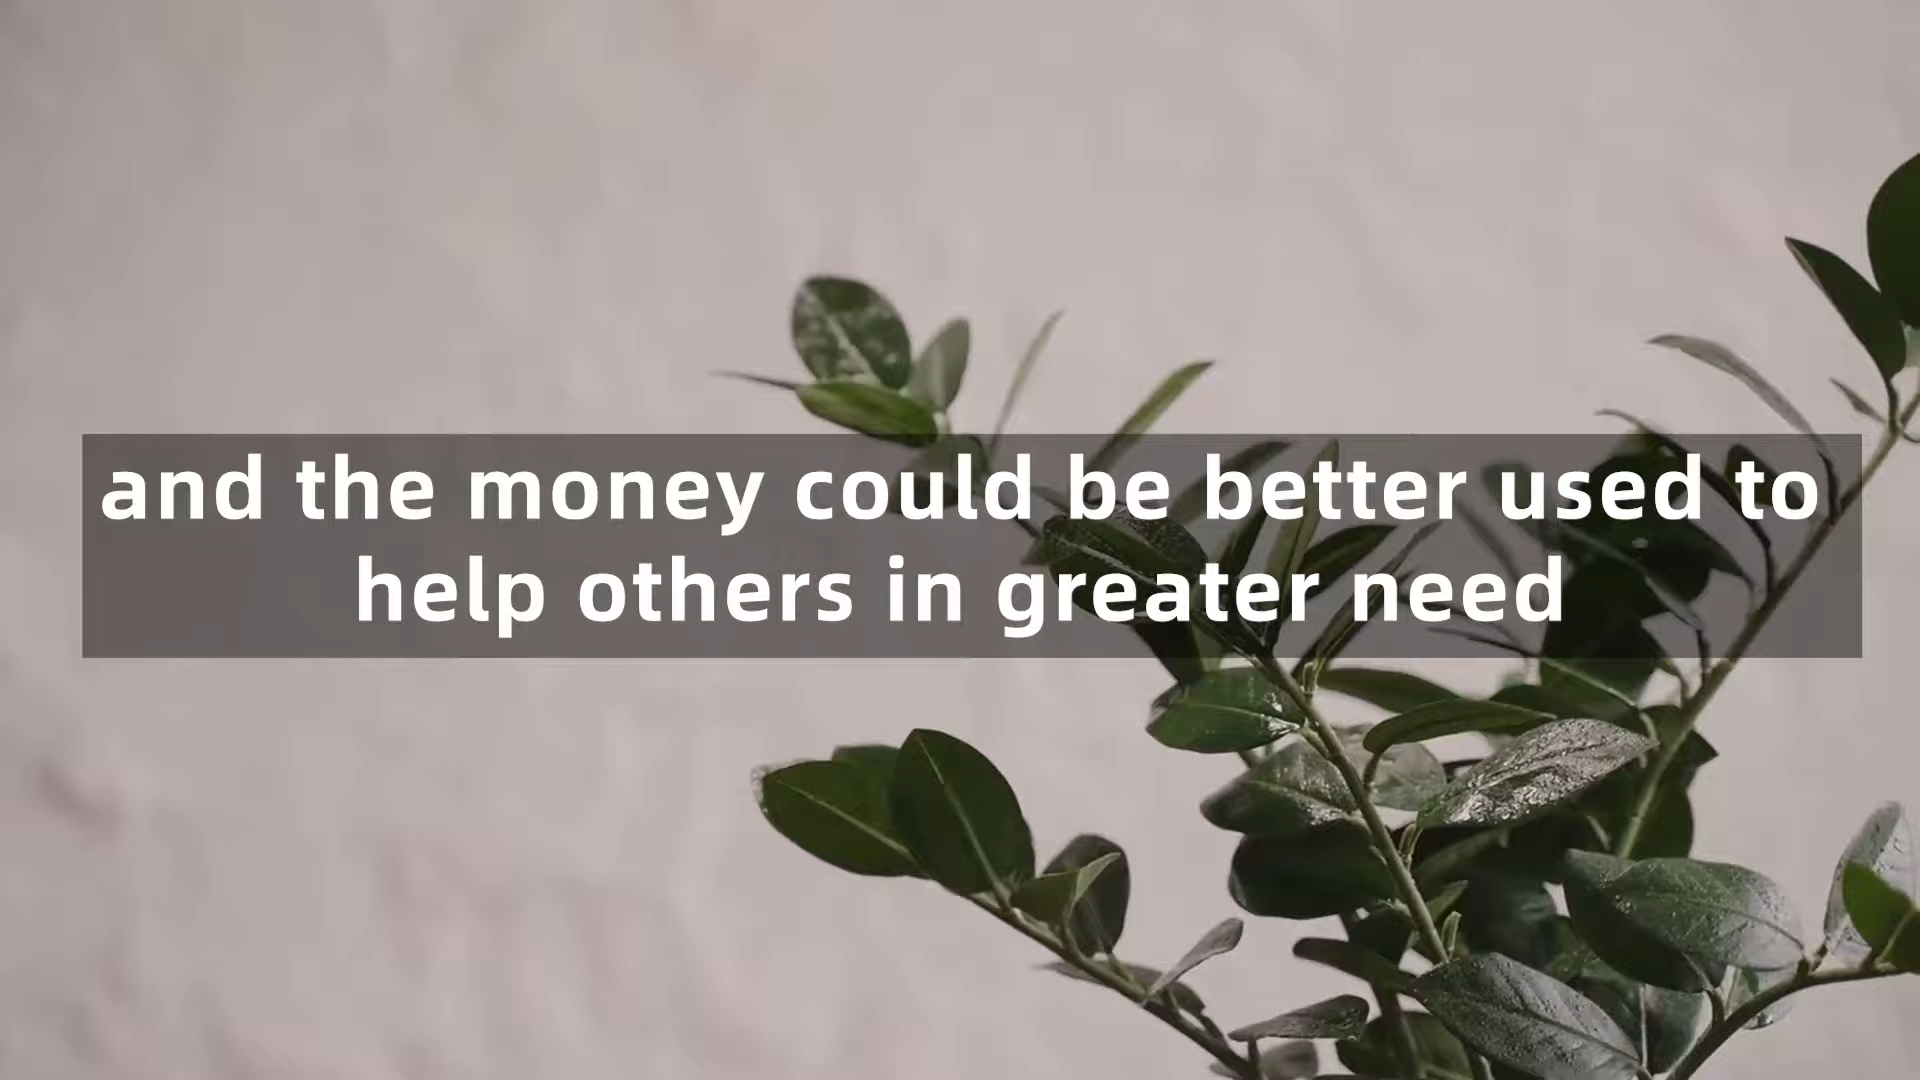 and the money could be better used to
help others in greater need